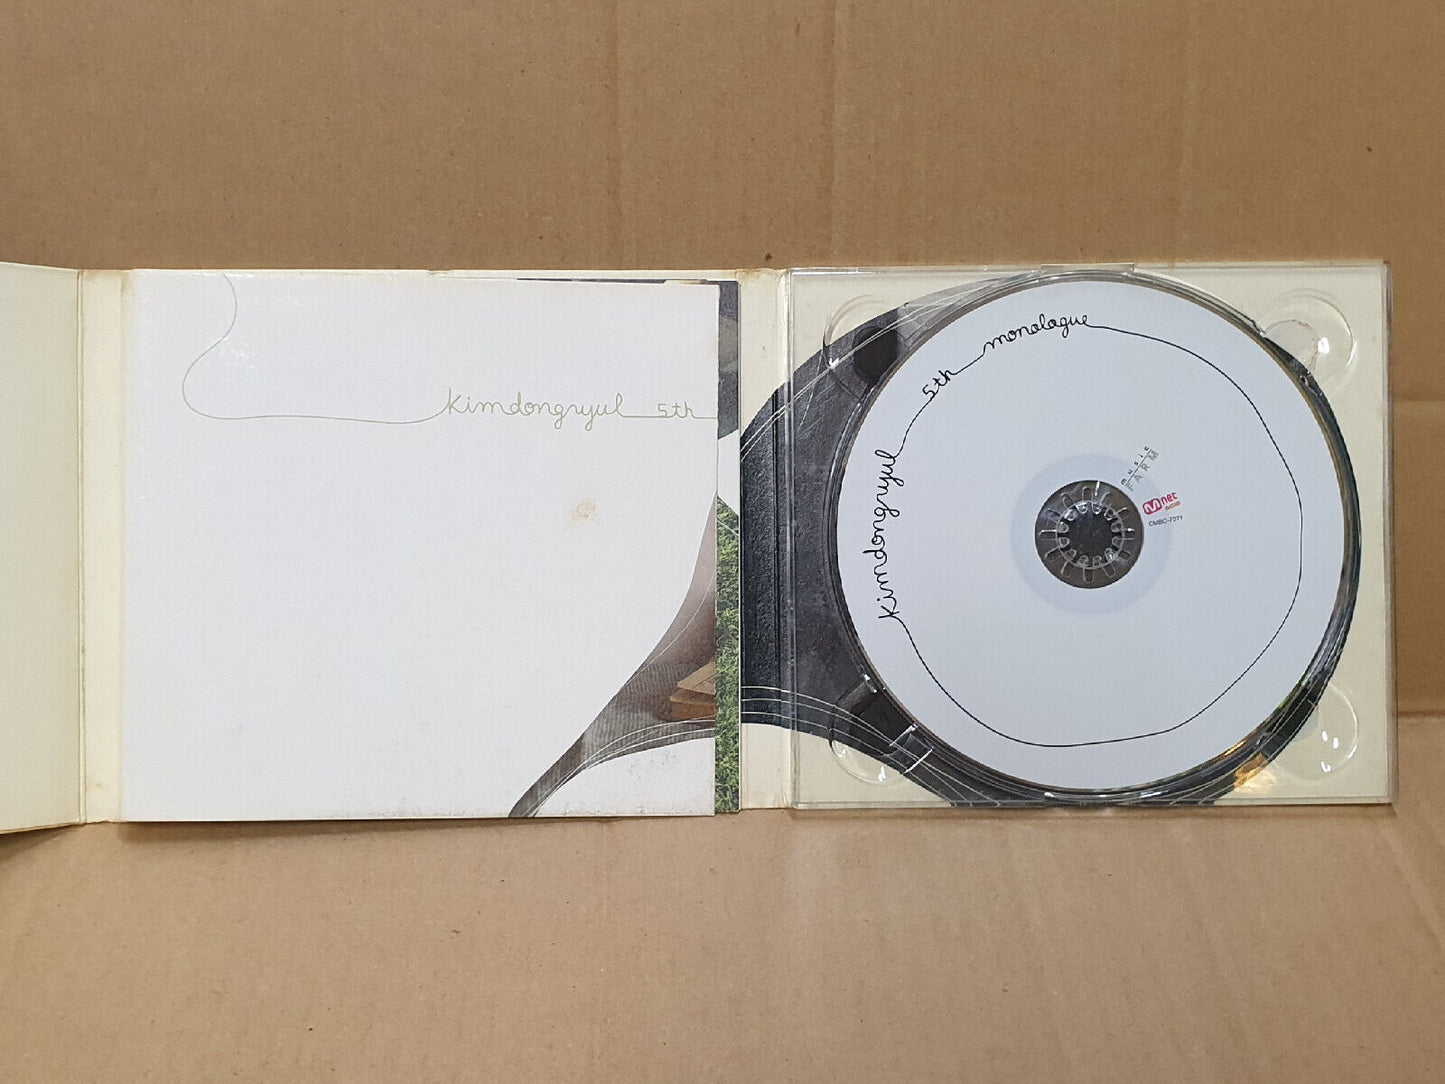 kimdongryul 5th
kimdongryul 5th monologue
music
FARM
Mnet
CMBC-7071